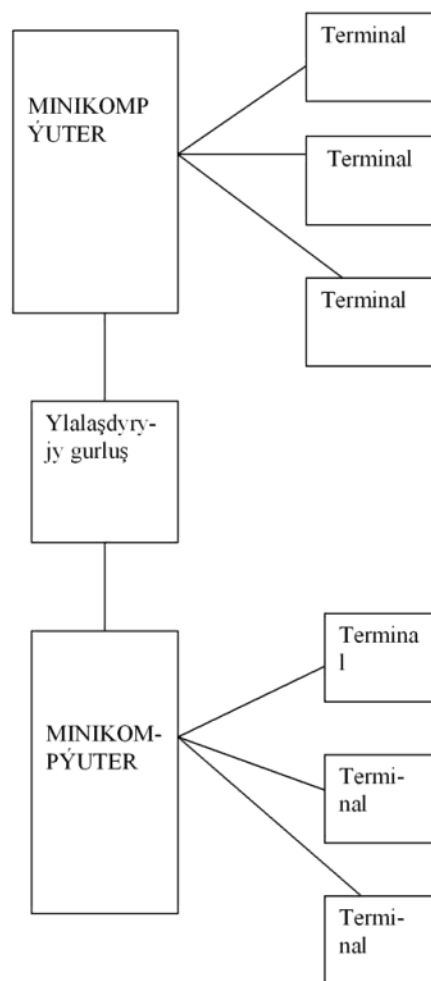 Terminal
MINIKOMP
ÝUTER
Terminal
Terminal
Ylalaşdyry-
jy gurluş
Termina
l
MINIKOM-
PÝUTER
Termi-
nal
Termi-
nal